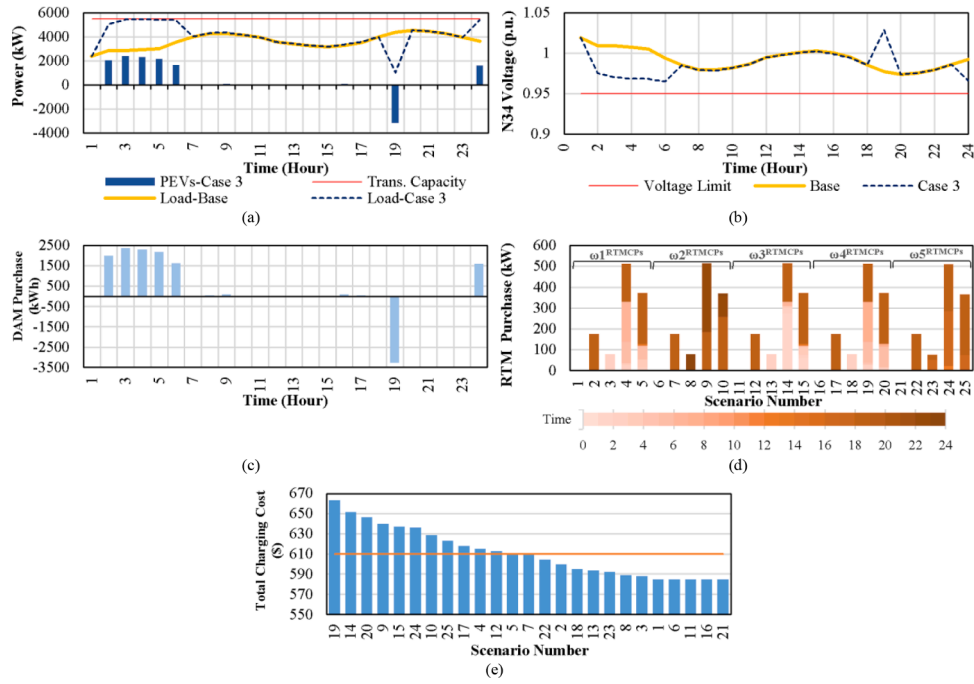 Power (kW)
6000
4000
2000
0
-2000
-4000
1 3 5 7 9 11 13 15 17 19 21 23
Time (Hour)
PEVs-Case 3
Trans. Capacity
Load-Base
Load-Case 3
(a)
N34 Voltage (p.u.)
1.05
1
0.95
0.9
0 2 4 6 8 10 12 14 16 18 20 22 24
Time (Hour)
Voltage Limit
Base
Case 3
(b)
DAM Purchase
(kWh)
2500
1500
500
-500
-1500
-2500
-3500
1 3 5 7 9 11 13 15 17 19 21 23
Time (Hour)
(c)
RTM Purchase (kW)
600
500
400
300
200
100
0
ω1RTMCPs ω2RTMCPs ω3RTMCPs ω4RTMCPs ω5RTMCPs
1 2 3 4 5 6 7 8 9 10 11 12 13 14 15 16 17 18 19 20 21 22 23 24 25
Scenario Number
Time
0 2 4 6 8 10 12 14 16 18 20 22 24
(d)
Total Charging Cost
($)
670
650
630
610
590
570
550
19 14 20 9 15 24 10 25 17 4 12 5 7 22 2 18 13 23 8 3 1 6 11 16 21
Scenario Number
(e)